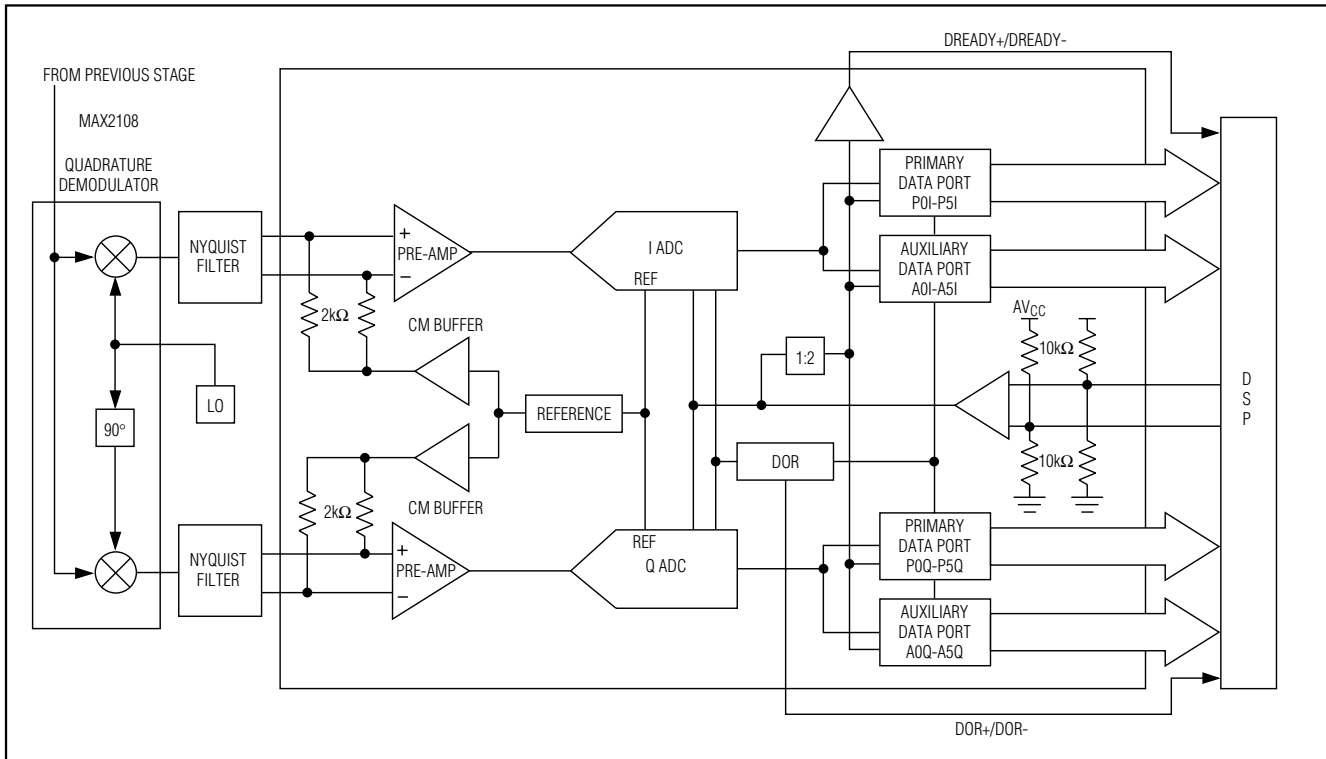 DREADY+/DREADY-
FROM PREVIOUS STAGE
MAX2108
QUADRATURE
DEMODULATOR
NYQUIST
FILTER
+
PRE-AMP
−
2kΩ
CM BUFFER
I ADC
REF
PRIMARY
DATA PORT
P0I-P5I
AUXILIARY
DATA PORT
A0I-A5I
AVCC
10kΩ
1:2
LO
90°
REFERENCE
D
S
P
DOR
10kΩ
CM BUFFER
2kΩ
NYQUIST
FILTER
+
PRE-AMP
−
REF
Q ADC
PRIMARY
DATA PORT
P0Q-P5Q
AUXILIARY
DATA PORT
A0Q-A5Q
DOR+/DOR-